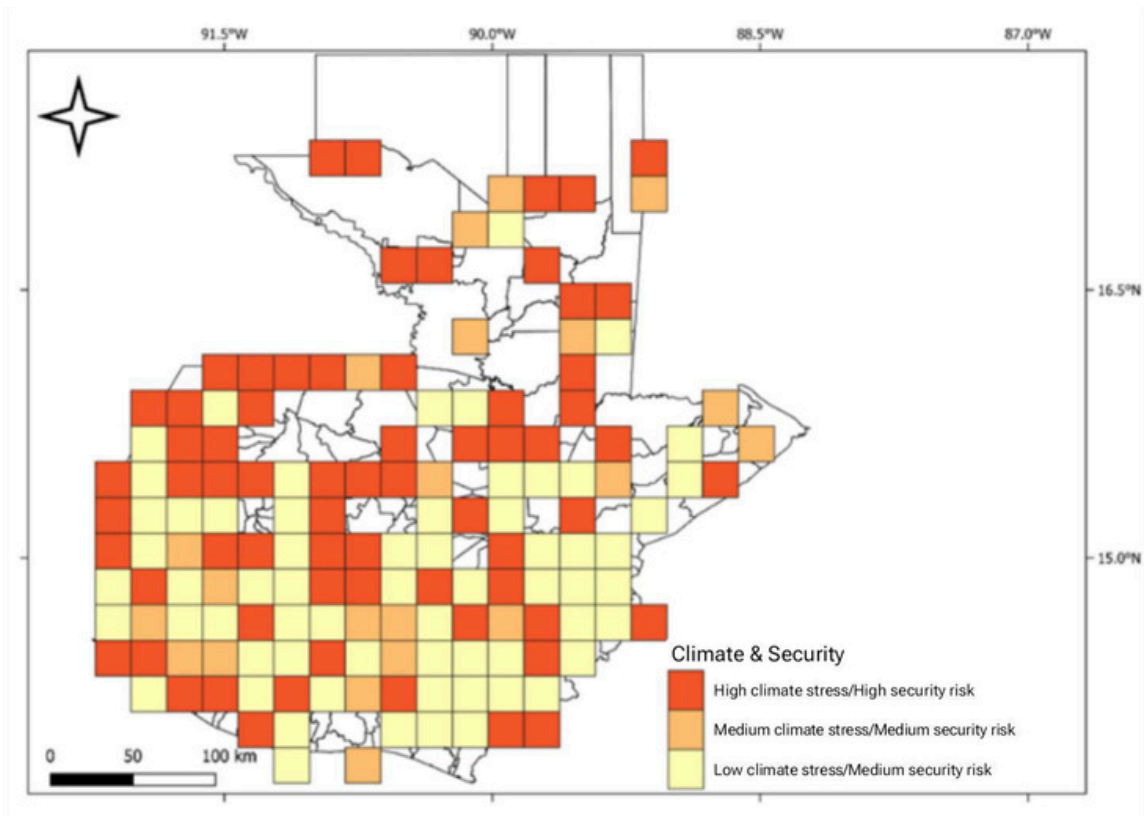 91.5°W 90.0°W 88.5°W 87.0°W
16.5°N
15.0°N
Climate & Security
High climate stress/High security risk
Medium climate stress/Medium security risk
Low climate stress/Medium security risk
0 50 100 km